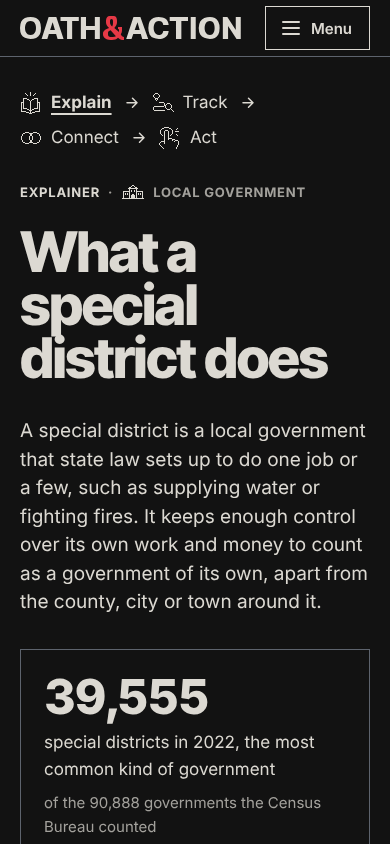 OATH&ACTION
Menu
Explain → Track →
Connect → Act
EXPLAINER · LOCAL GOVERNMENT
What a
special
district does
A special district is a local government
that state law sets up to do one job or
a few, such as supplying water or
fighting fires. It keeps enough control
over its own work and money to count
as a government of its own, apart from
the county, city or town around it.
39,555
special districts in 2022, the most
common kind of government
of the 90,888 governments the Census
Bureau counted